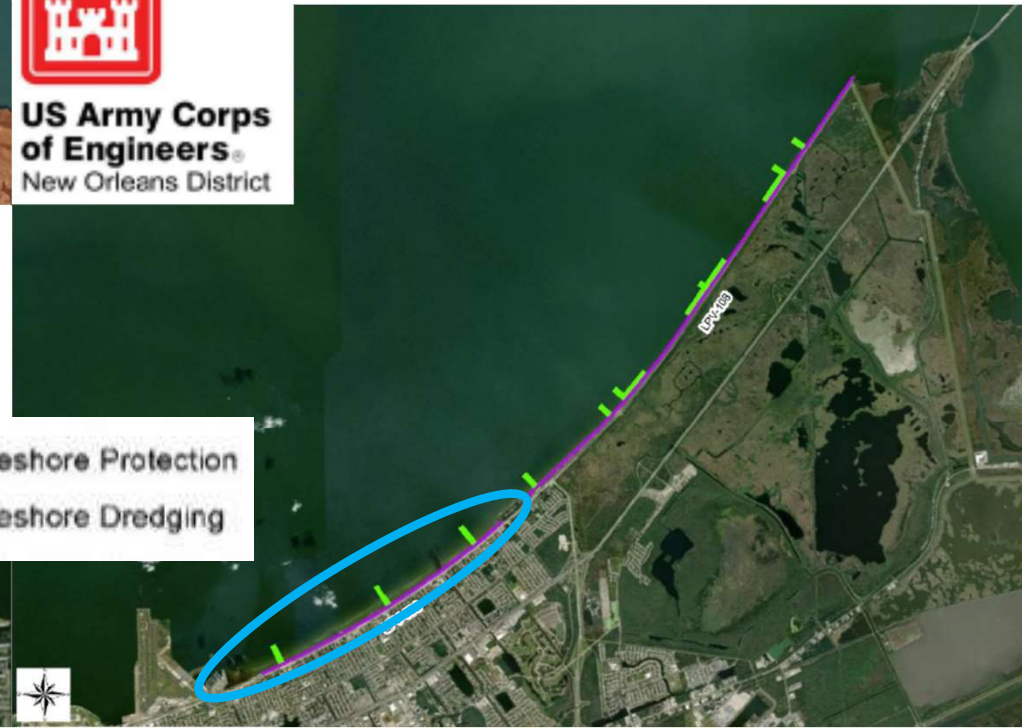 US Army Corps
of Engineers®
New Orleans District
LPV-108
eshore Protection
eshore Dredging